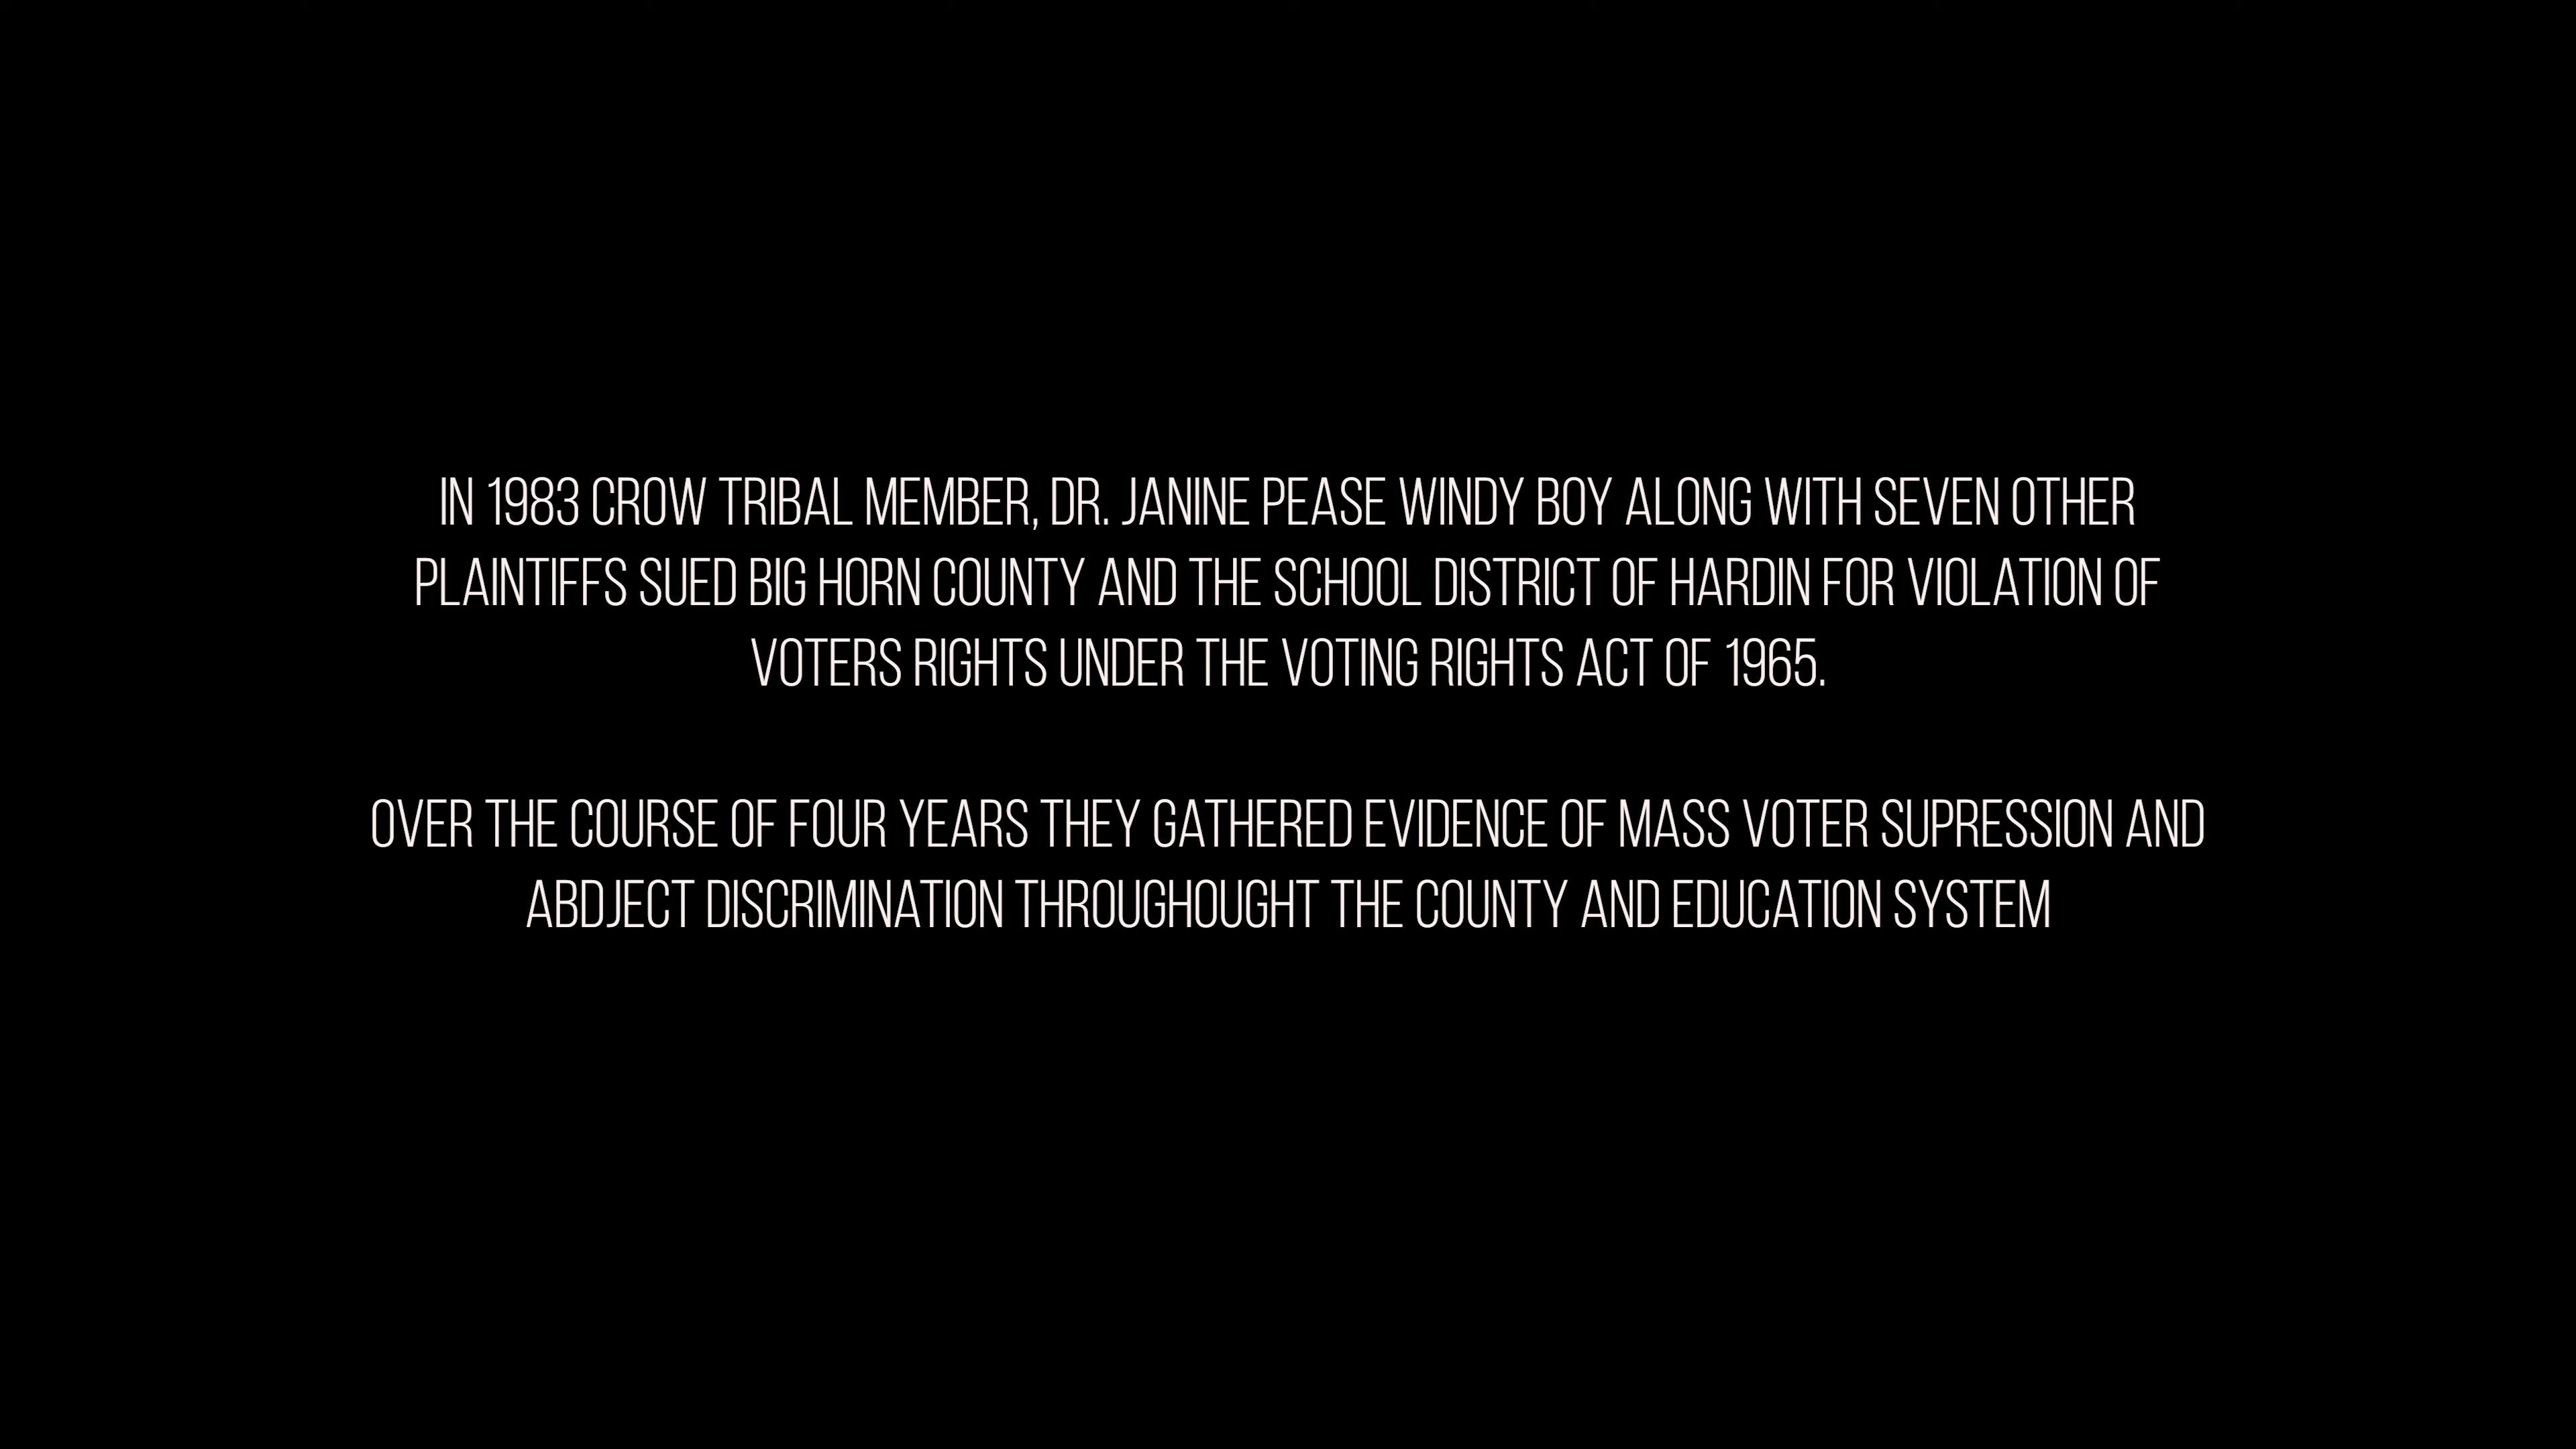 IN 1983 CROW TRIBAL MEMBER, DR. JANINE PEASE WINDY BOY ALONG WITH SEVEN OTHER
PLAINTIFFS SUED BIG HORN COUNTY AND THE SCHOOL DISTRICT OF HARDIN FOR VIOLATION OF
VOTERS RIGHTS UNDER THE VOTING RIGHTS ACT OF 1965.
OVER THE COURSE OF FOUR YEARS THEY GATHERED EVIDENCE OF MASS VOTER SUPRESSION AND
ABDJECT DISCRIMINATION THROUGHOUGHT THE COUNTY AND EDUCATION SYSTEM